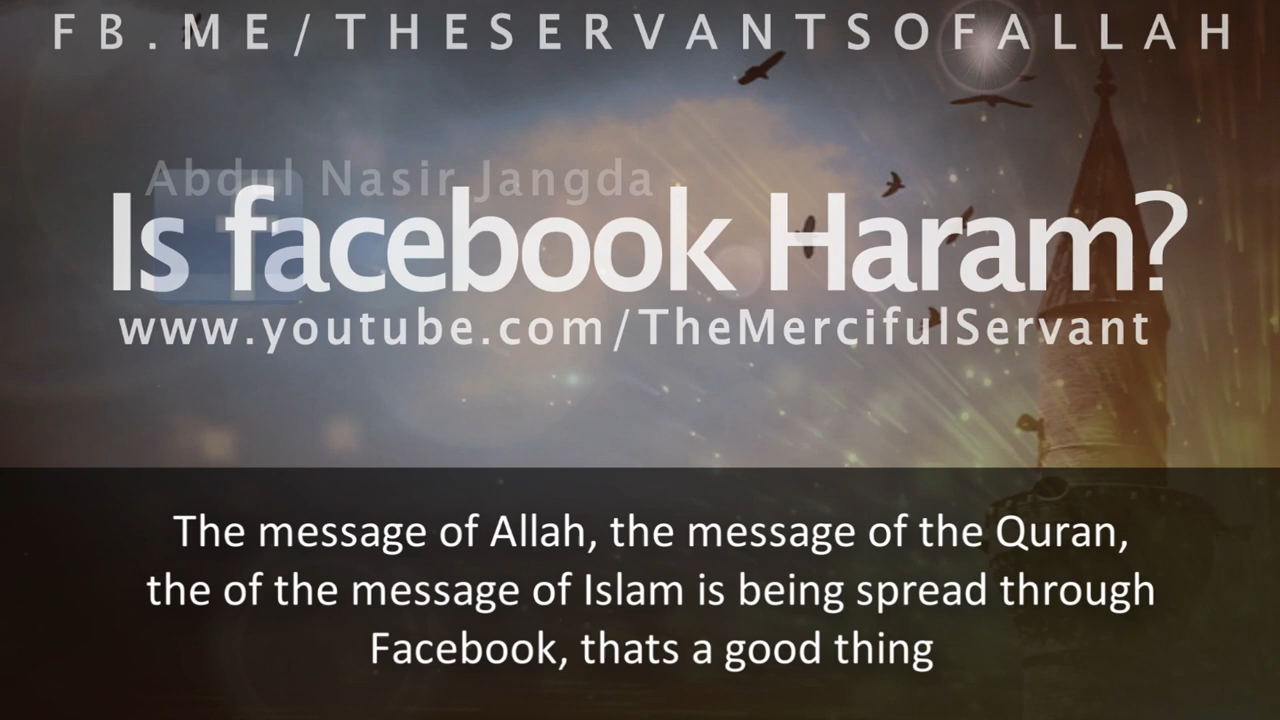 FB.ME/THESERVANTSOFALLAH
Abdul Nasir Jangda
Is facebook Haram?
www.youtube.com/TheMercifulServant
The message of Allah, the message of the Quran,
the of the message of Islam is being spread through
Facebook, thats a good thing